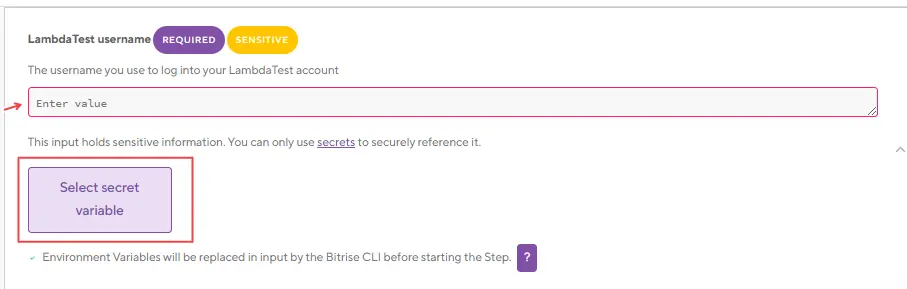 LambdaTest username REQUIRED SENSITIVE
The username you use to log into your LambdaTest account
Enter value
This input holds sensitive information. You can only use secrets to securely reference it.
Select secret
variable
Environment Variables will be replaced in input by the Bitrise CLI before starting the Step. ?